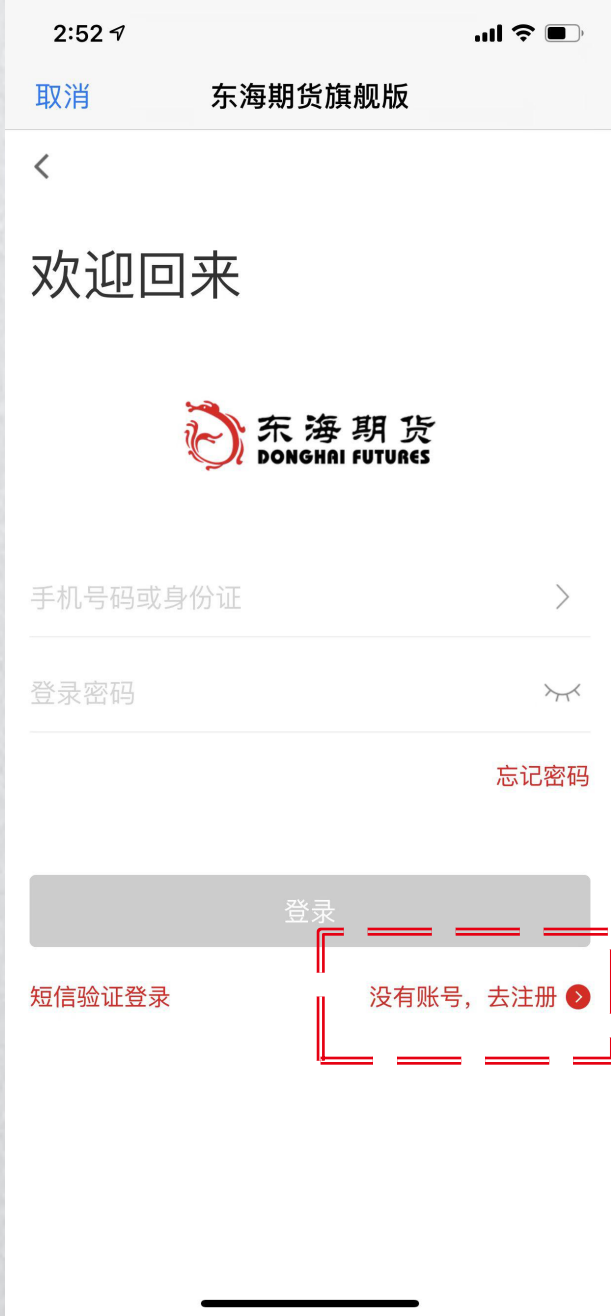 2:52
取消
东海期货旗舰版
欢迎回来
东海期货
DONGHAI FUTURES
手机号码或身份证
登录密码
忘记密码
登录
短信验证登录
没有账号，去注册